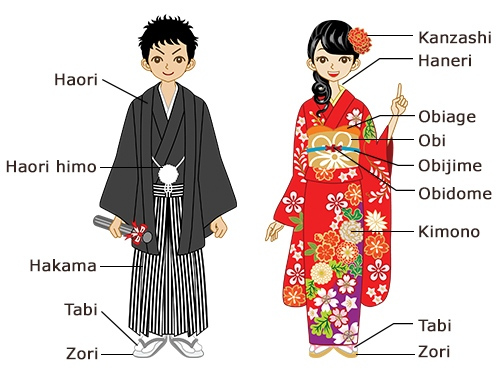 Haori
Haori himo
Hakama
Tabi
Zori
Kanzashi
Haneri
Obiage
Obi
Obijime
Obidome
Kimono
Tabi
Zori